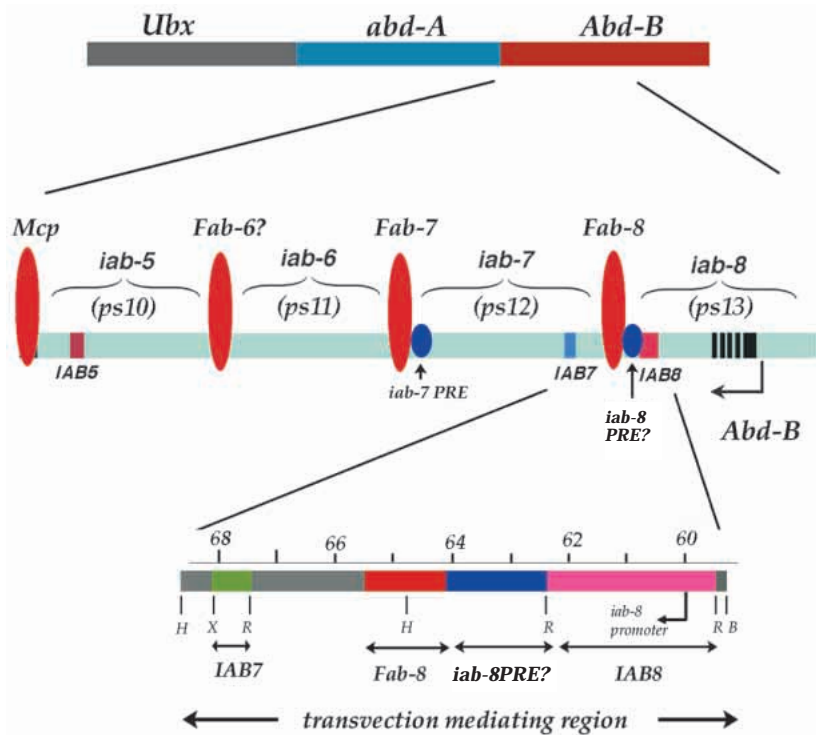 Ubx abd-A Abd-B
Mcp Fab-6? Fab-7 Fab-8
iab-5 iab-6 iab-7 iab-8
(ps10) (ps11) (ps12) (ps13)
IAB5 IAB7 IAB8
iab-7 PRE
iab-8
PRE?
Abd-B
68 66 64 62 60
iab-8
promoter
H X R H R R B
IAB7 Fab-8 iab-8PRE? IAB8
transvection mediating region